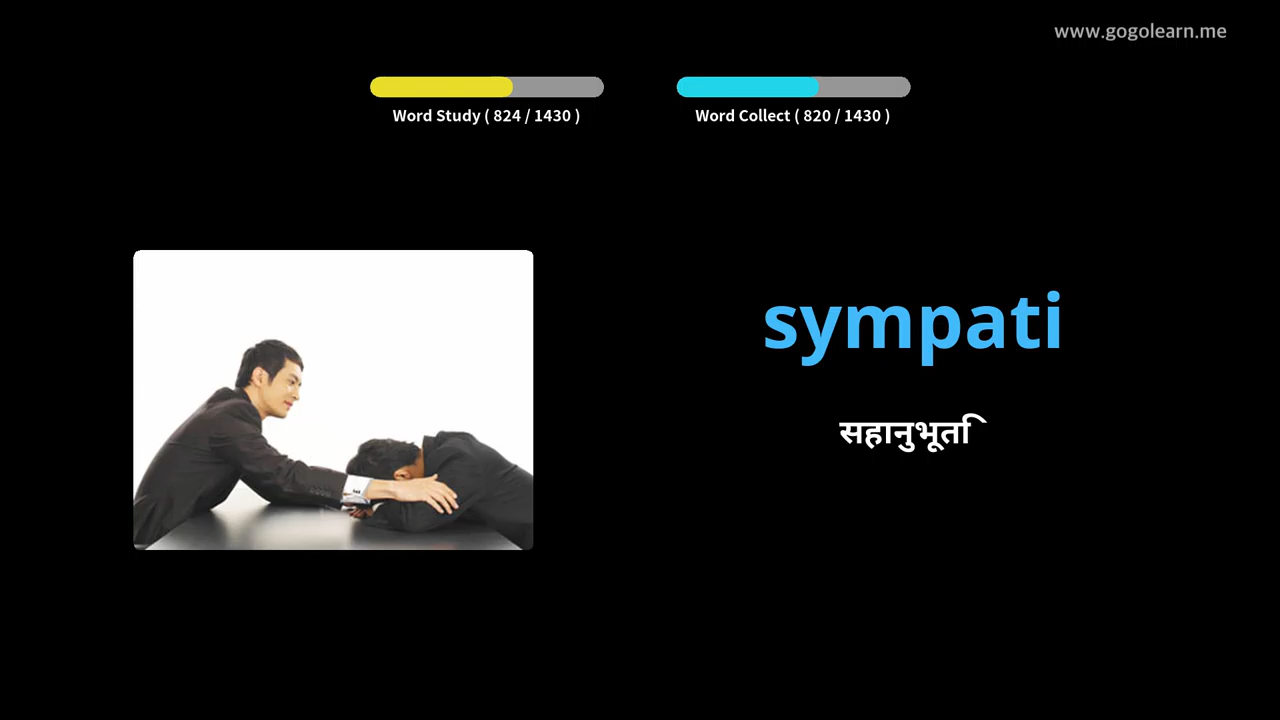 www.gogolearn.me
Word Study ( 824 / 1430 )
Word Collect ( 820 / 1430 )
sympati
सहानुभूति